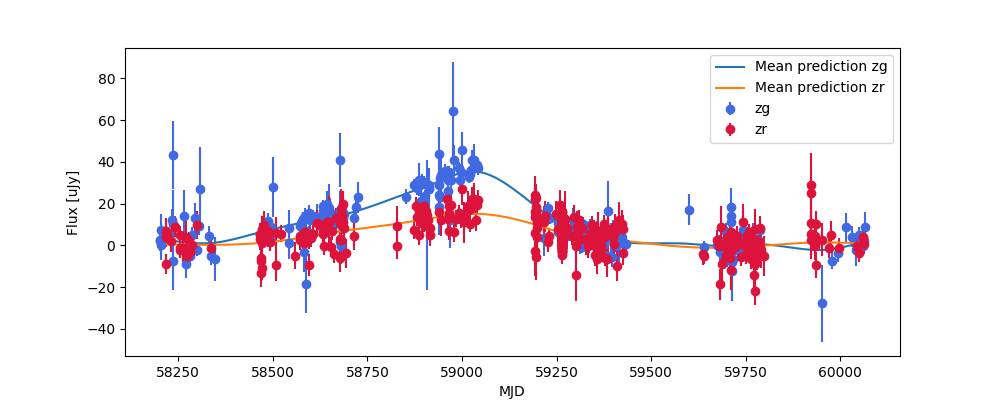 Mean prediction zg
Mean prediction zr
zg
zr
80
60
40
20
0
−20
−40
Flux [uJy]
58250
58500
58750
59000
59250
59500
59750
60000
MJD